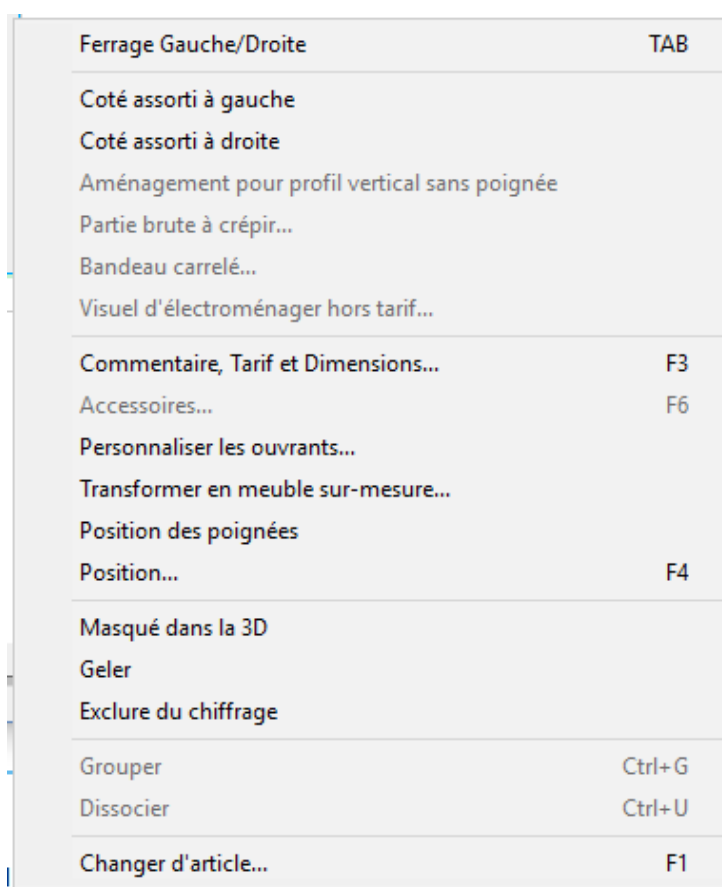 Ferrage Gauche/Droite TAB
Coté assorti à gauche
Coté assorti à droite
Aménagement pour profil vertical sans poignée
Partie brute à crépir...
Bandeau carrelé...
Visuel d'électroménager hors tarif...
Commentaire, Tarif et Dimensions... F3
Accessoires... F6
Personnaliser les ouvrants...
Transformer en meuble sur-mesure...
Position des poignées
Position... F4
Masqué dans la 3D
Geler
Exclure du chiffrage
Grouper Ctrl+G
Dissocier Ctrl+U
Changer d'article... F1